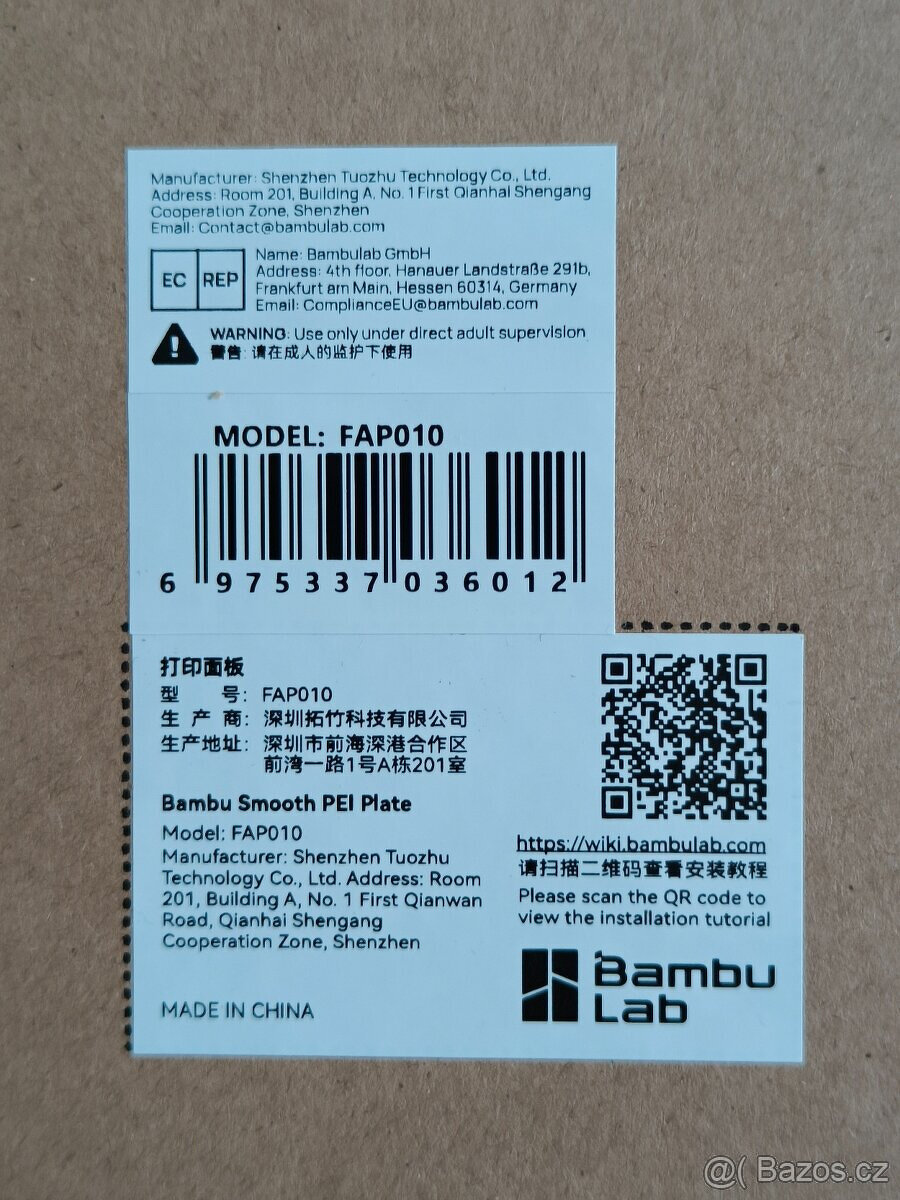 Manufacturer: Shenzhen Tuozhu Technology Co., Ltd.
Address: Room 201, Building A, No. 1 First Qianhai Shengang
Cooperation Zone, Shenzhen
Email: Contact@bambulab.com
EC REP
Name: Bambulab GmbH
Address: 4th floor, Hanauer Landstraße 291b,
Frankfurt am Main, Hessen 60314, Germany
Email: ComplianceEU@bambulab.com
WARNING: Use only under direct adult supervision
警告: 请在成人的监护下使用
MODEL: FAP010
6 975337 036012
打印面板
型 号: FAP010
生 产 商: 深圳拓竹科技有限公司
生产地址: 深圳市前海深港合作区
前湾一路1号A栋201室
Bambu Smooth PEI Plate
Model: FAP010
Manufacturer: Shenzhen Tuozhu
Technology Co., Ltd. Address: Room
201, Building A, No. 1 First Qianwan
Road, Qianhai Shengang
Cooperation Zone, Shenzhen
MADE IN CHINA
https://wiki.bambulab.com
请扫描二维码查看安装教程
Please scan the QR code to
view the installation tutorial
Bambu
Lab
@( Bazos.cz